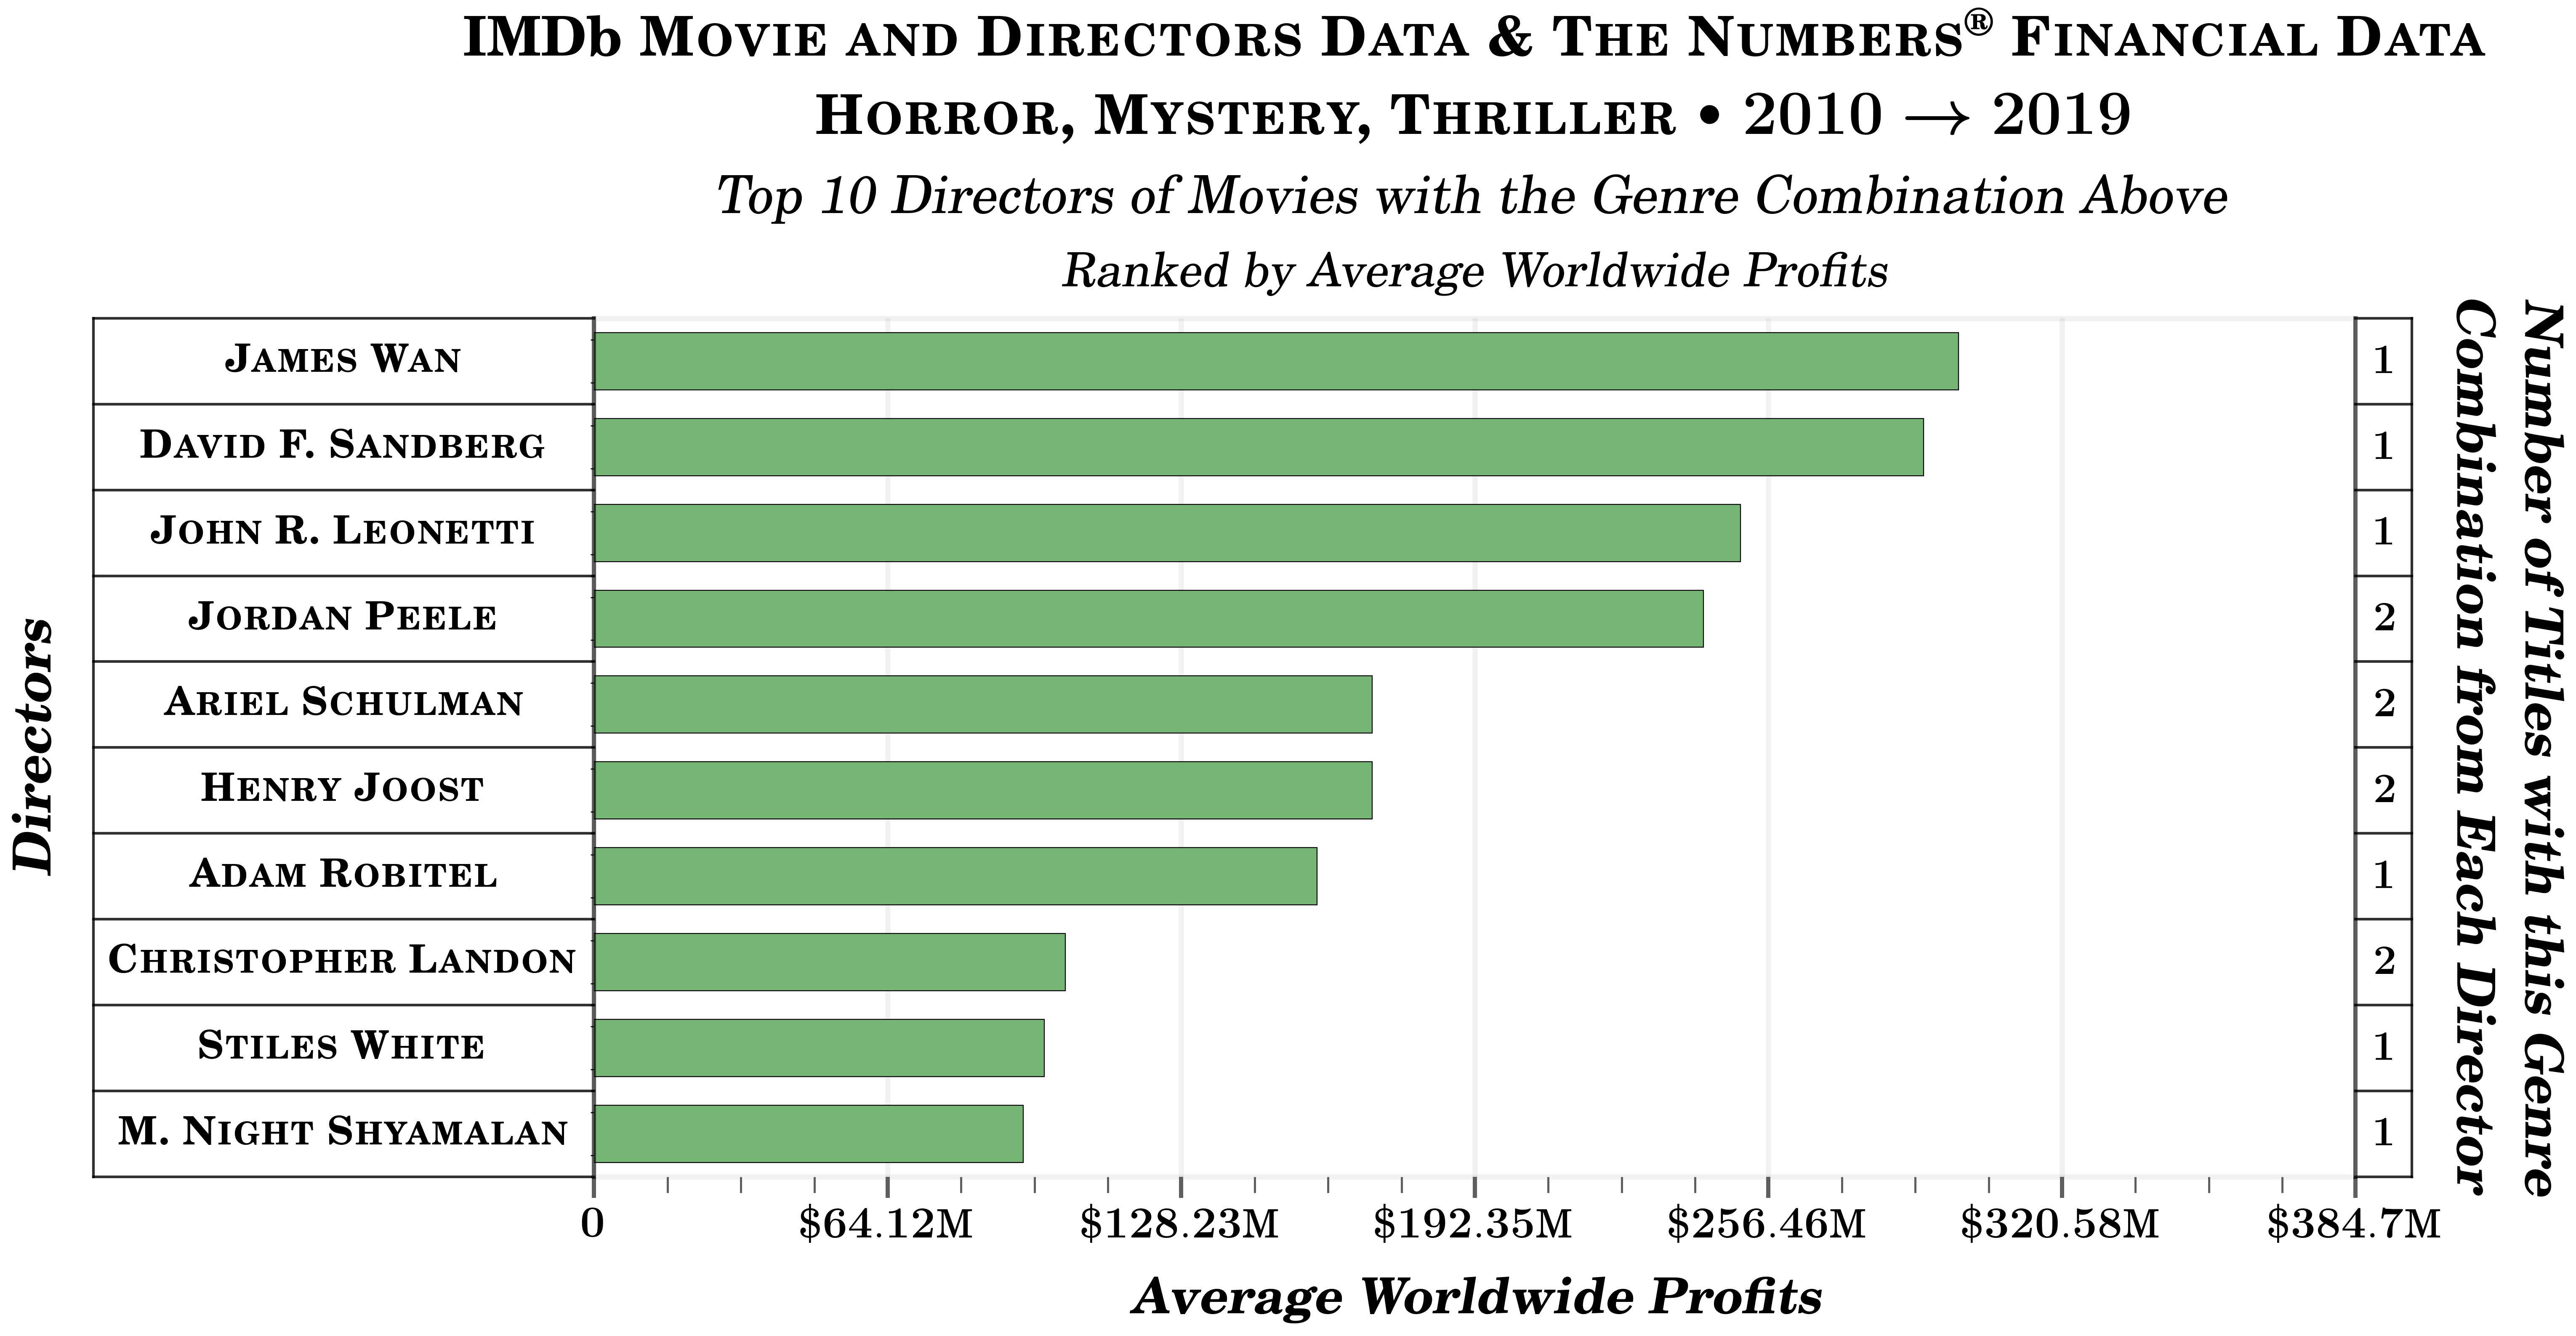 IMDb Movie and Directors Data & The Numbers® Financial Data
Horror, Mystery, Thriller • 2010 → 2019
Top 10 Directors of Movies with the Genre Combination Above
Ranked by Average Worldwide Profits
Directors
James Wan
1
David F. Sandberg
1
John R. Leonetti
1
Jordan Peele
2
Ariel Schulman
2
Henry Joost
2
Adam Robitel
1
Christopher Landon
2
Stiles White
1
M. Night Shyamalan
1
Number of Titles with this Genre
Combination from Each Director
0 $64.12M $128.23M $192.35M $256.46M $320.58M $384.7M
Average Worldwide Profits